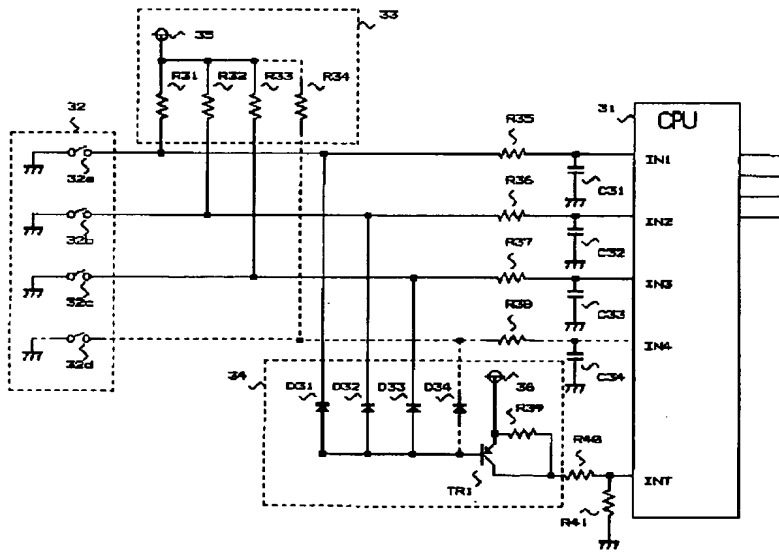 33
35
R31
R32
R33
R34
32
31
CPU
R35
32a
IN1
C31
R36
32b
IN2
C32
R37
32c
IN3
C33
R38
32d
IN4
C34
34
D31
D32
D33
D34
36
R39
R40
TR1
INT
R41